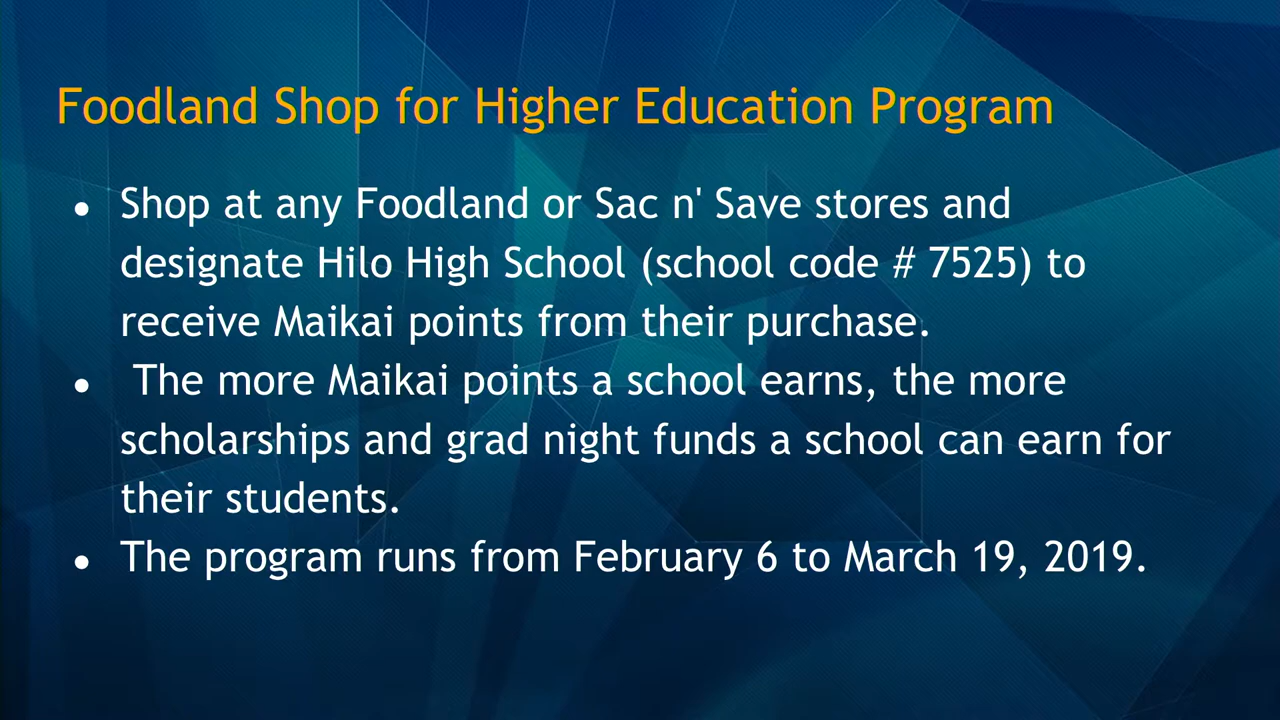 Foodland Shop for Higher Education Program
● Shop at any Foodland or Sac n' Save stores and
designate Hilo High School (school code # 7525) to
receive Maikai points from their purchase.
● The more Maikai points a school earns, the more
scholarships and grad night funds a school can earn for
their students.
● The program runs from February 6 to March 19, 2019.